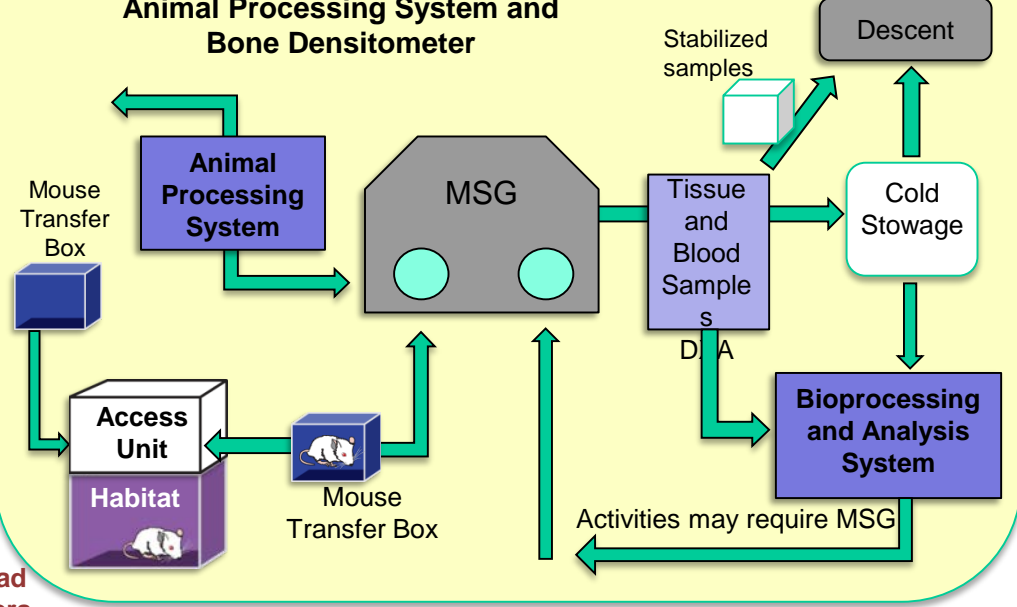 Animal Processing System and
Bone Densitometer
Stabilized
samples
Descent
Animal
Processing
System
MSG
Tissue
and
Blood
Sample
s
Cold
Stowage
Mouse
Transfer
Box
Access
Unit
Habitat
Mouse
Transfer Box
Bioprocessing
and Analysis
System
Activities may require MSG